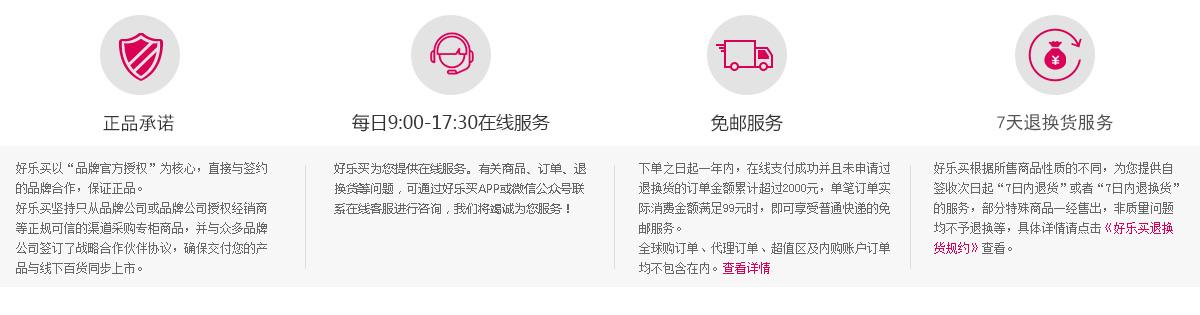 正品承诺
好乐买以“品牌官方授权”为核心，直接与签约
的品牌合作，保证正品。
好乐买坚持只从品牌公司或品牌公司授权经销商
等正规可信的渠道采购专柜商品，并与众多品牌
公司签订了战略合作伙伴协议，确保交付您的产
品与线下百货同步上市。
每日9:00-17:30在线服务
好乐买为您提供在线服务。有关商品、订单、退
换货等问题，可通过好乐买APP或微信公众号联
系在线客服进行咨询，我们将竭诚为您服务！
免邮服务
下单之日起一年内，在线支付成功并且未申请过
退换货的订单金额累计超过2000元，单笔订单实
际消费金额满足99元时，即可享受普通快递的免
邮服务。
全球购订单、代理订单、超值区及内购账户订单
均不包含在内。查看详情
7天退换货服务
好乐买根据所售商品性质的不同，为您提供自
签收次日起“7日内退货”或者“7日内退换货”
的服务，部分特殊商品一经售出，非质量问题
均不予退换等，具体详情请点击《好乐买退换
货规约》查看。